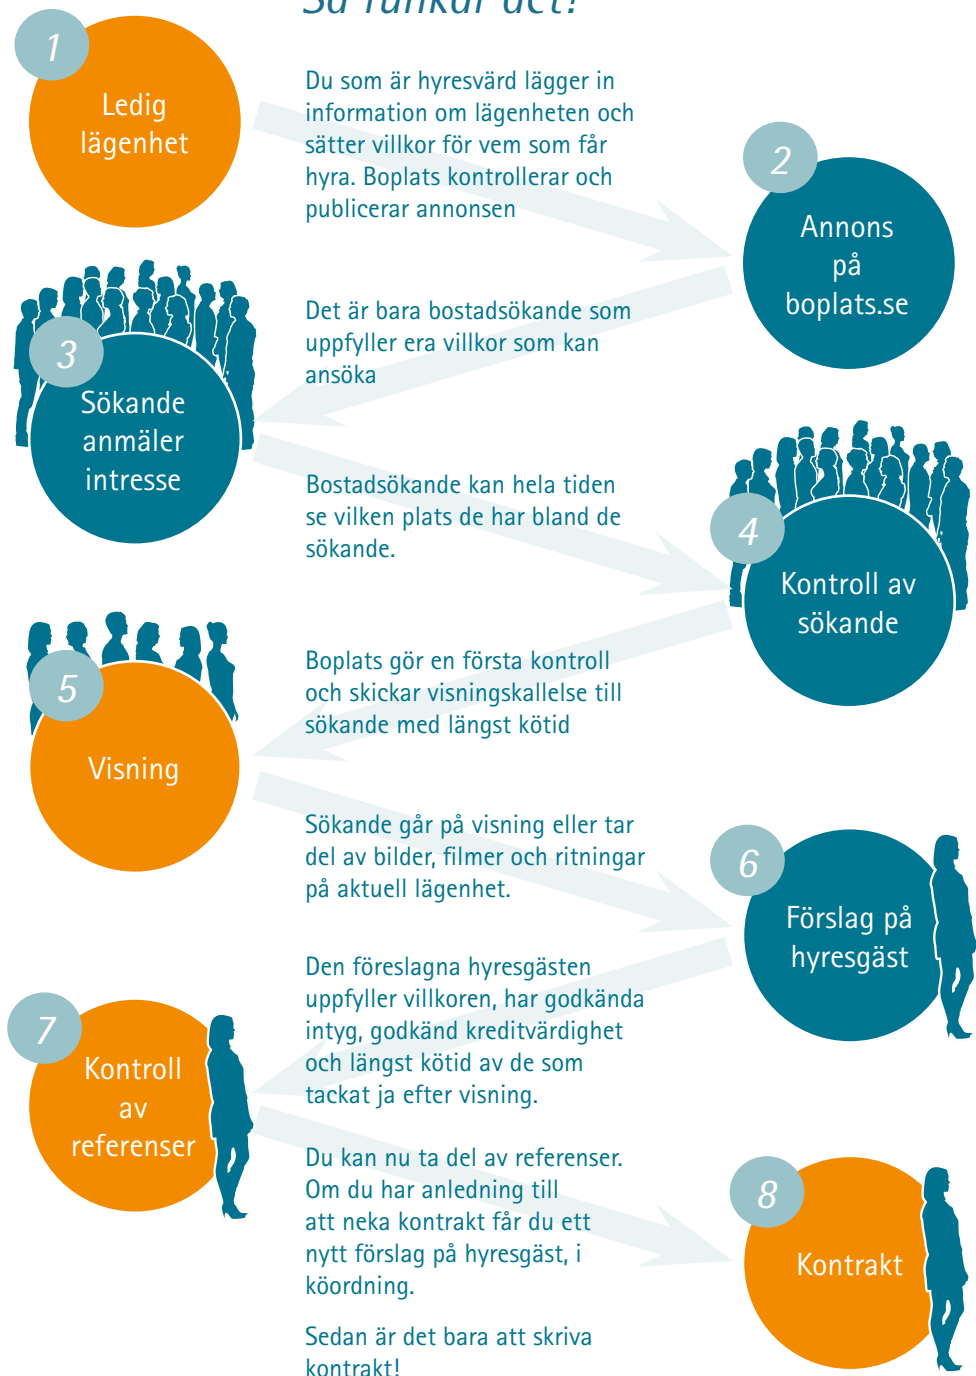 Så funkar det!
1
Ledig
lägenhet
Du som är hyresvärd lägger in
information om lägenheten och
sätter villkor för vem som får
hyra. Boplats kontrollerar och
publicerar annonsen
2
Annons
på
boplats.se
Det är bara bostadsökande som
uppfyller era villkor som kan
ansöka
3
Sökande
anmäler
intresse
Bostadsökande kan hela tiden
se vilken plats de har bland de
sökande.
4
Kontroll av
sökande
Boplats gör en första kontroll
och skickar visningskallelse till
sökande med längst kötid
5
Visning
Sökande går på visning eller tar
del av bilder, filmer och ritningar
på aktuell lägenhet.
6
Förslag på
hyresgäst
Den föreslagna hyresgästen
uppfyller villkoren, har godkända
intyg, godkänd kreditvärdighet
och längst kötid av de som
tackat ja efter visning.
7
Kontroll
av
referenser
Du kan nu ta del av referenser.
Om du har anledning till
att neka kontrakt får du ett
nytt förslag på hyresgäst, i
köordning.
8
Kontrakt
Sedan är det bara att skriva
kontrakt!